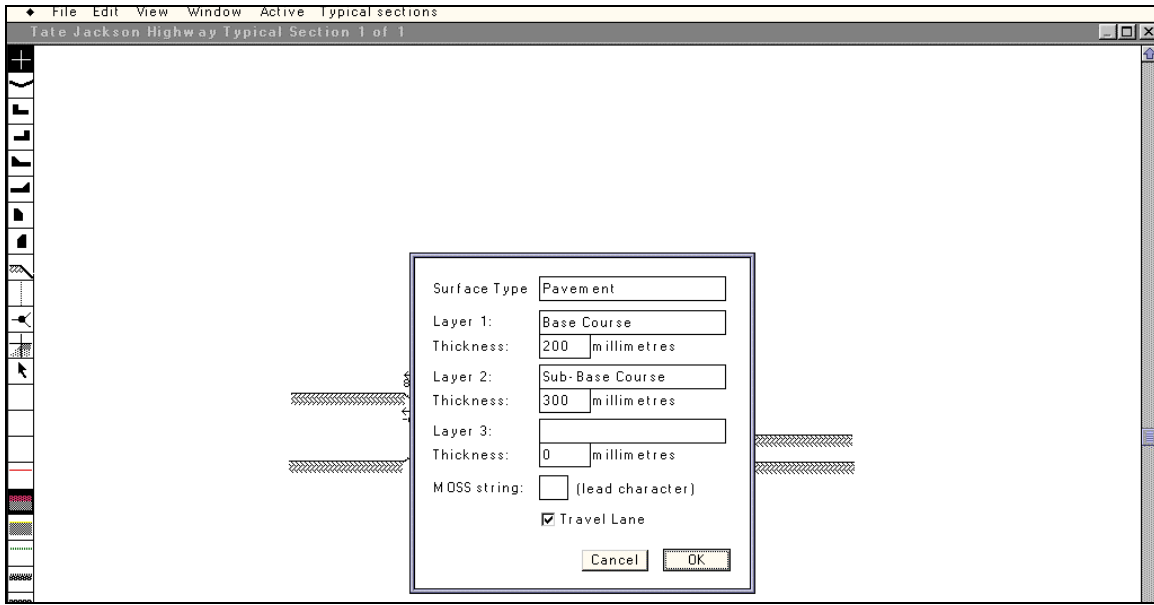 File Edit View Window Active Typical sections
Tate Jackson Highway Typical Section 1 of 1
Surface Type Pavement
Layer 1: Base Course
Thickness: 200 millimetres
Layer 2: Sub-Base Course
Thickness: 300 millimetres
Layer 3:
Thickness: 0 millimetres
MOSS string: (lead character)
Travel Lane
Cancel OK